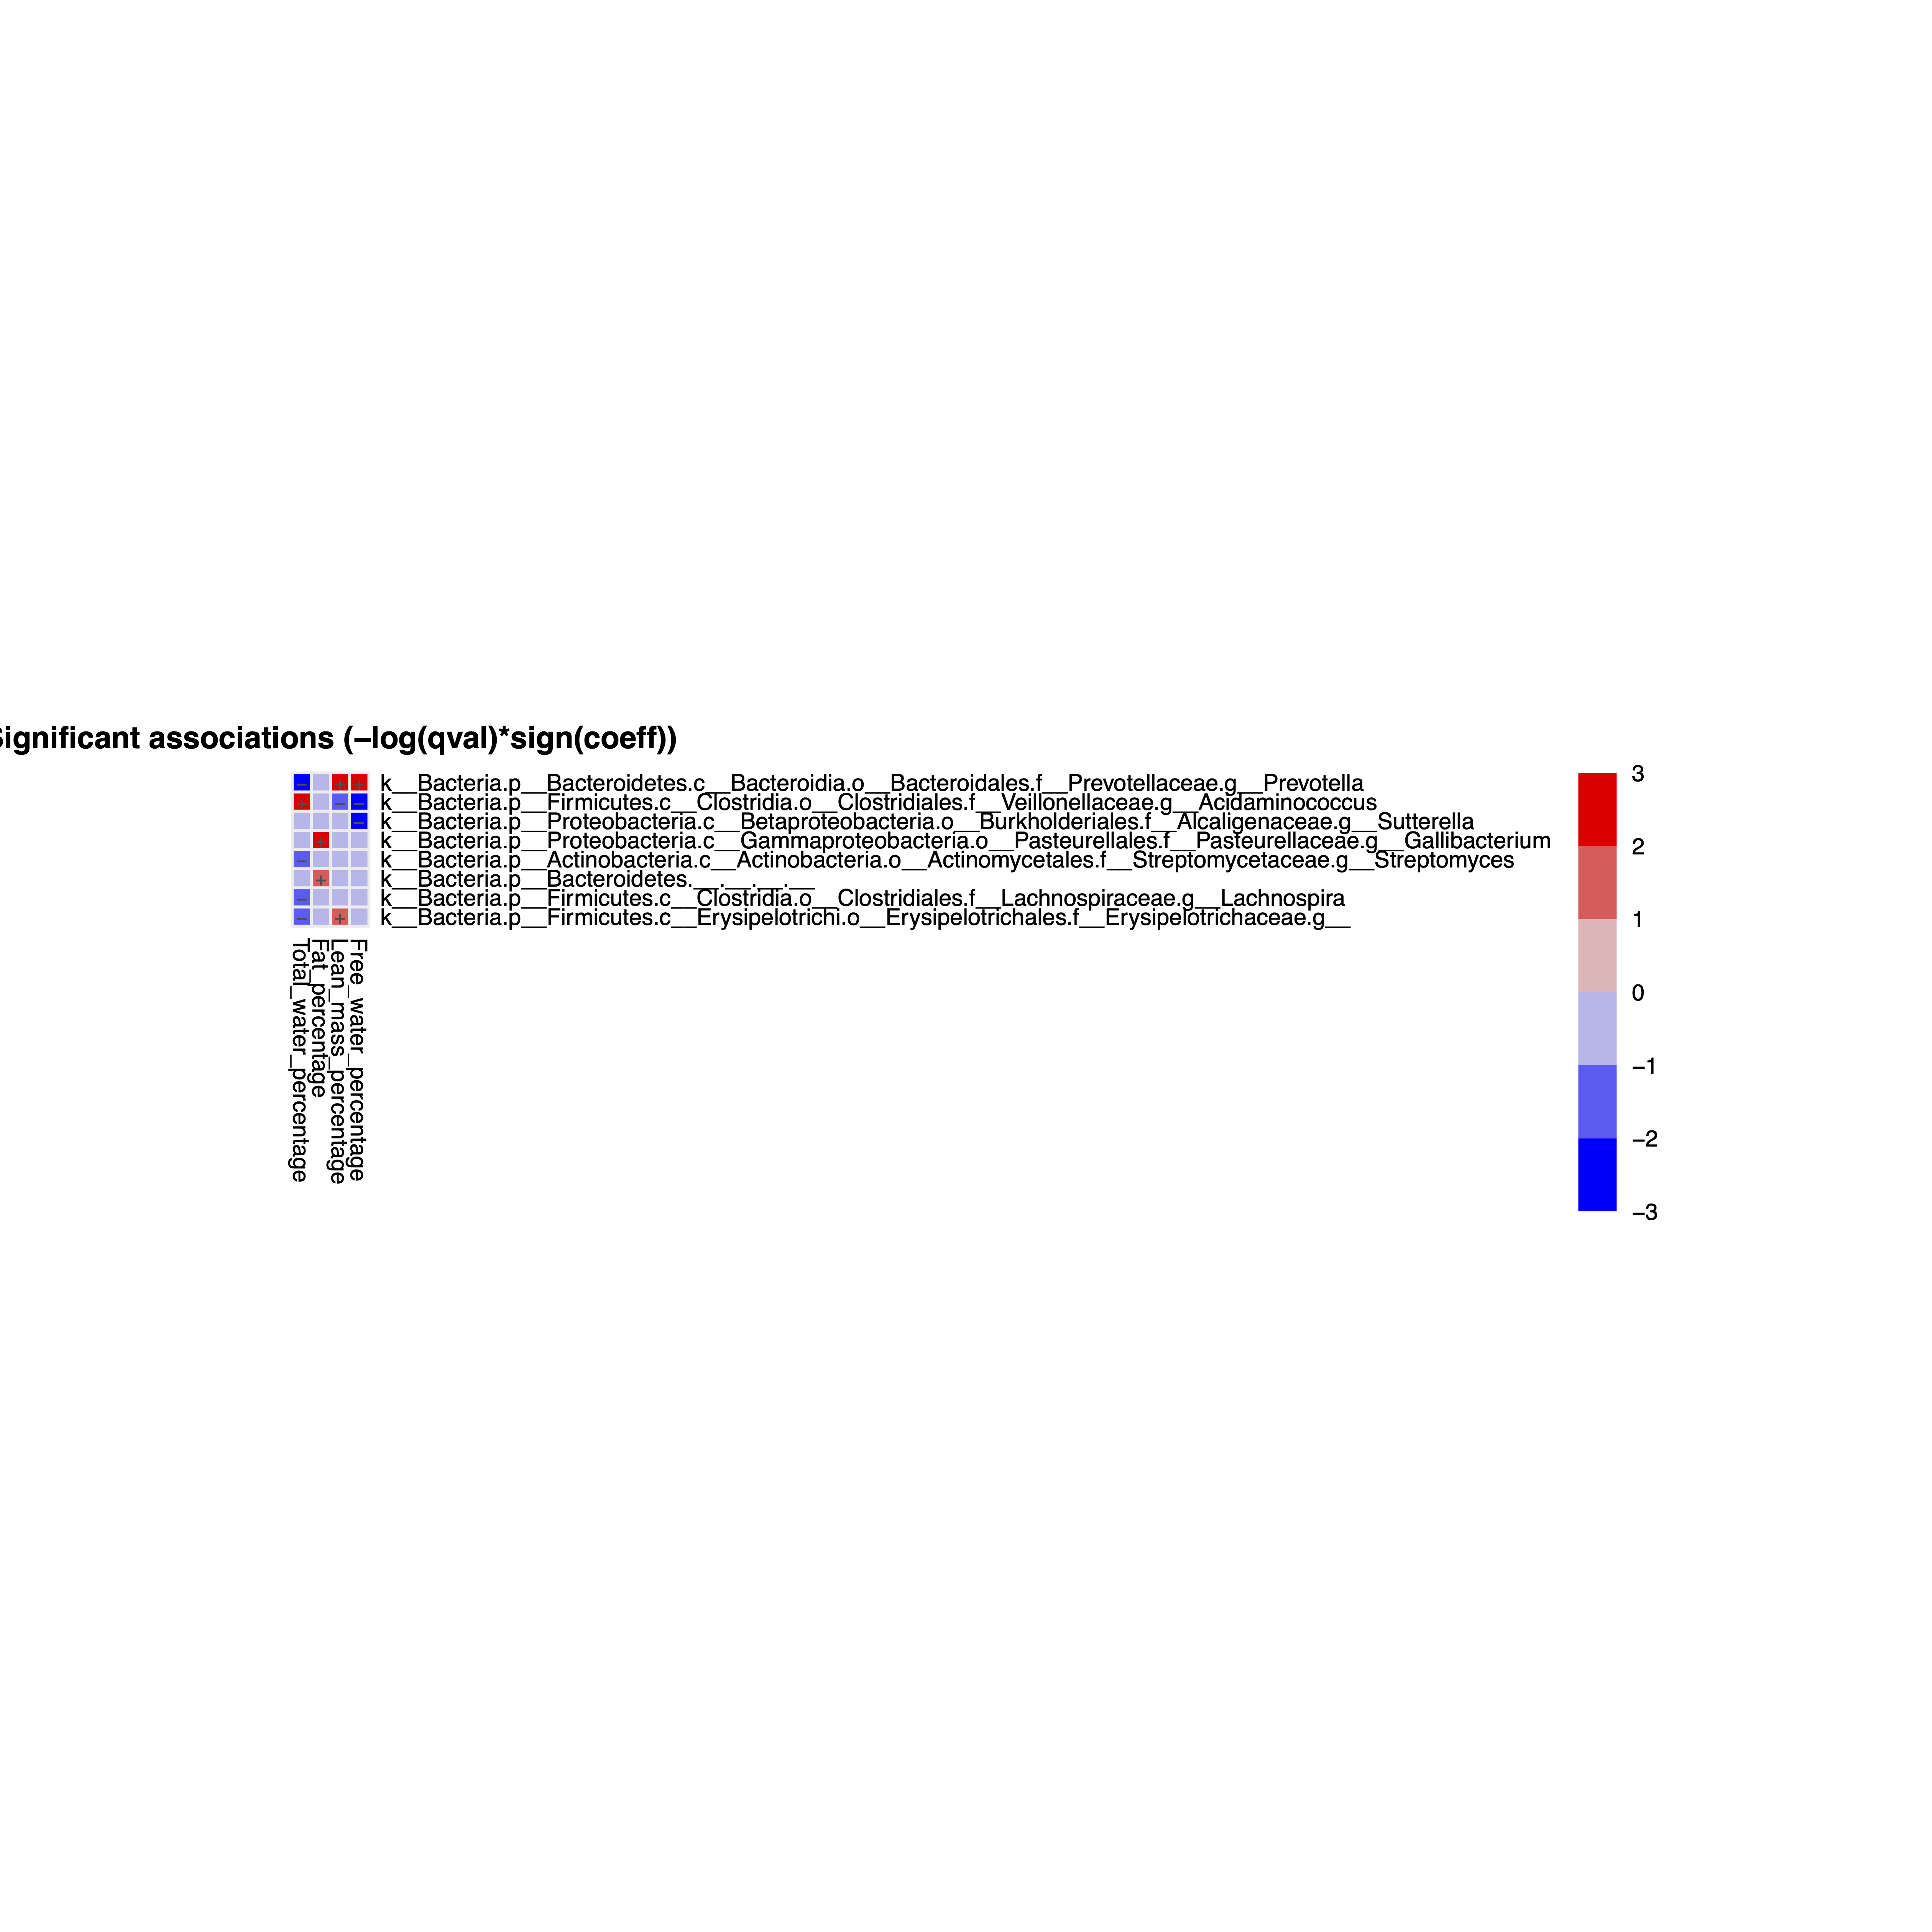 Significant associations (−log(qval)*sign(coeff))
− + + k__Bacteria.p__Bacteroidetes.c__Bacteroidia.o__Bacteroidales.f__Prevotellaceae.g__Prevotella
+ − − k__Bacteria.p__Firmicutes.c__Clostridia.o__Clostridiales.f__Veillonellaceae.g__Acidaminococcus
− k__Bacteria.p__Proteobacteria.c__Betaproteobacteria.o__Burkholderiales.f__Alcaligenaceae.g__Sutterella
+ k__Bacteria.p__Proteobacteria.c__Gammaproteobacteria.o__Pasteurellales.f__Pasteurellaceae.g__Gallibacterium
− k__Bacteria.p__Actinobacteria.c__Actinobacteria.o__Actinomycetales.f__Streptomycetaceae.g__Streptomyces
+ k__Bacteria.p__Bacteroidetes.__.__.__.__
− k__Bacteria.p__Firmicutes.c__Clostridia.o__Clostridiales.f__Lachnospiraceae.g__Lachnospira
− + k__Bacteria.p__Firmicutes.c__Erysipelotrichi.o__Erysipelotrichales.f__Erysipelotrichaceae.g__
Total_water_percentage
Fat_percentage
Lean_mass_percentage
Free_water_percentage
3
2
1
0
−1
−2
−3